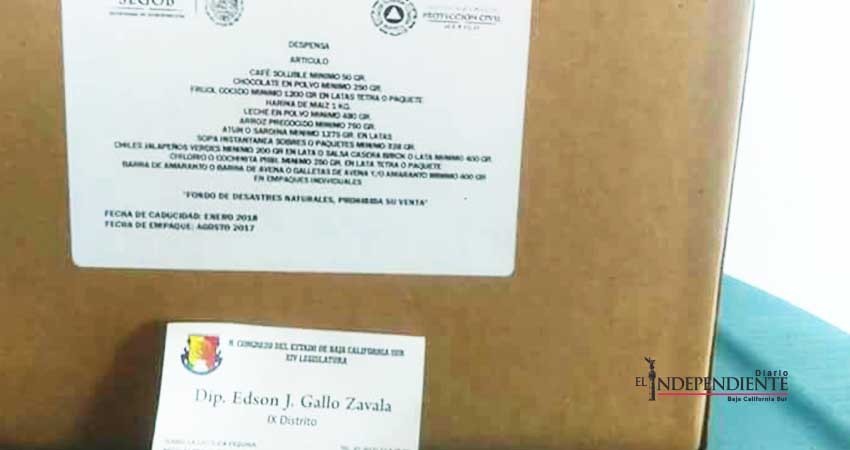 SEGOB
PROTECCIÓN CIVIL
MÉXICO
DESPENSA
ARTICULO
CAFÉ SOLUBLE MINIMO 50 GR.
CHOCOLATE EN POLVO MINIMO 250 GR.
FRIJOL COCIDO MINIMO 1200 GR EN LATAS TETRA O PAQUETE
HARINA DE MAIZ 1 KG.
LECHE EN POLVO MINIMO 480 GR.
ARROZ PRECOCIDO MINIMO 750 GR.
ATUN O SARDINA MINIMO 1275 GR. EN LATAS
SOPA INSTANTANEA SOBRES O PAQUETES MINIMO 328 GR.
CHILES JALAPEÑOS VERDES MINIMO 200 GR EN LATA O SALSA CASERA BRICK O LATA MINIMO 400 GR.
CHILORIO O COCHINITA PIBIL MINIMO 250 GR. EN LATA TETRA O PAQUETE
BARRA DE AMARANTO O BARRA DE AVENA O GALLETAS DE AVENA Y/O AMARANTO MINIMO 400 GR
EN EMPAQUES INDIVIDUALES
"FONDO DE DESASTRES NATURALES, PROHIBIDA SU VENTA"
FECHA DE CADUCIDAD: ENERO 2018
FECHA DE EMPAQUE: AGOSTO 2017
H. CONGRESO DEL ESTADO DE BAJA CALIFORNIA SUR
XIV LEGISLATURA
Dip. Edson J. Gallo Zavala
IX Distrito
Diario
EL INDEPENDIENTE
Baja California Sur